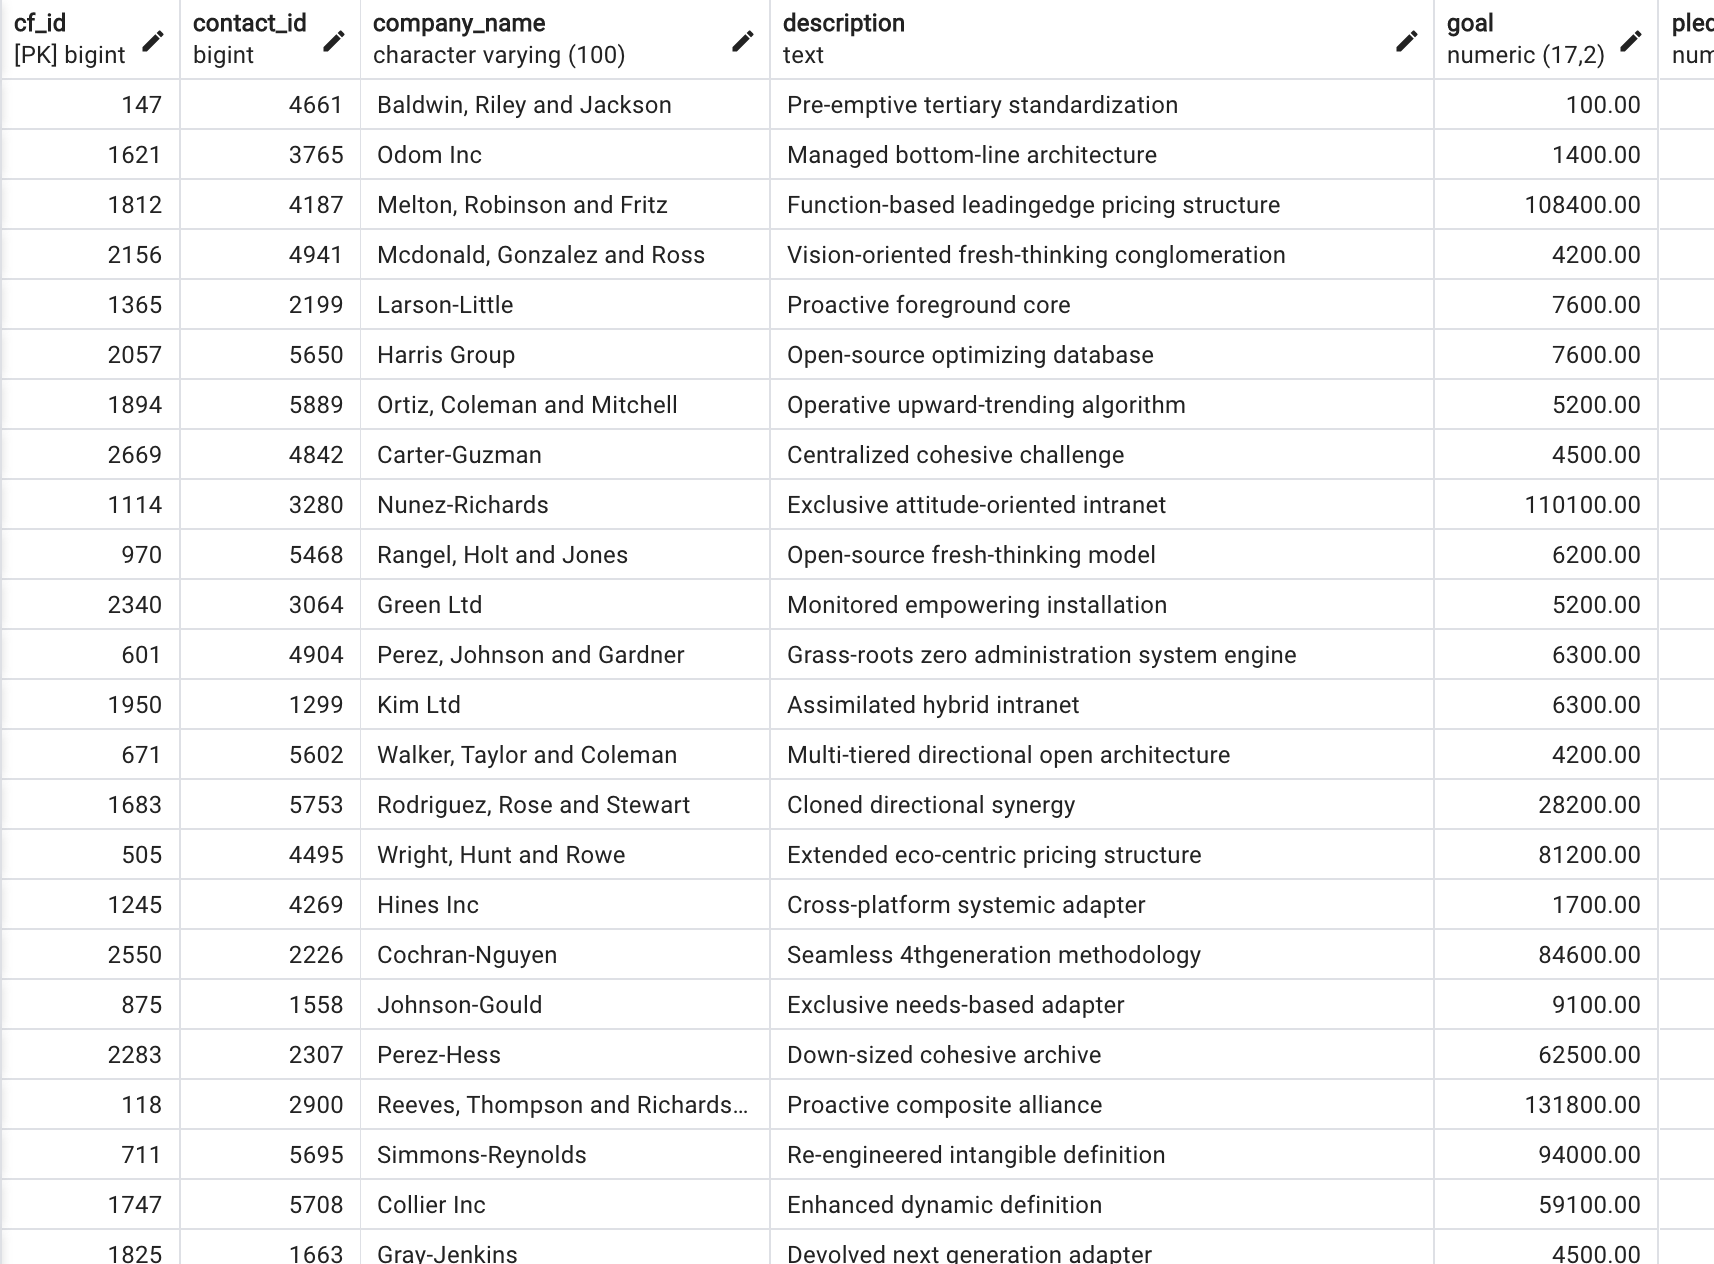 cf_id contact_id company_name description goal pled
[PK] bigint bigint character varying (100) text numeric (17,2) num
147 4661 Baldwin, Riley and Jackson Pre-emptive tertiary standardization 100.00
1621 3765 Odom Inc Managed bottom-line architecture 1400.00
1812 4187 Melton, Robinson and Fritz Function-based leadingedge pricing structure 108400.00
2156 4941 Mcdonald, Gonzalez and Ross Vision-oriented fresh-thinking conglomeration 4200.00
1365 2199 Larson-Little Proactive foreground core 7600.00
2057 5650 Harris Group Open-source optimizing database 7600.00
1894 5889 Ortiz, Coleman and Mitchell Operative upward-trending algorithm 5200.00
2669 4842 Carter-Guzman Centralized cohesive challenge 4500.00
1114 3280 Nunez-Richards Exclusive attitude-oriented intranet 110100.00
970 5468 Rangel, Holt and Jones Open-source fresh-thinking model 6200.00
2340 3064 Green Ltd Monitored empowering installation 5200.00
601 4904 Perez, Johnson and Gardner Grass-roots zero administration system engine 6300.00
1950 1299 Kim Ltd Assimilated hybrid intranet 6300.00
671 5602 Walker, Taylor and Coleman Multi-tiered directional open architecture 4200.00
1683 5753 Rodriguez, Rose and Stewart Cloned directional synergy 28200.00
505 4495 Wright, Hunt and Rowe Extended eco-centric pricing structure 81200.00
1245 4269 Hines Inc Cross-platform systemic adapter 1700.00
2550 2226 Cochran-Nguyen Seamless 4thgeneration methodology 84600.00
875 1558 Johnson-Gould Exclusive needs-based adapter 9100.00
2283 2307 Perez-Hess Down-sized cohesive archive 62500.00
118 2900 Reeves, Thompson and Richards… Proactive composite alliance 131800.00
711 5695 Simmons-Reynolds Re-engineered intangible definition 94000.00
1747 5708 Collier Inc Enhanced dynamic definition 59100.00
1825 1663 Gray-Jenkins Devolved next generation adapter 4500.00